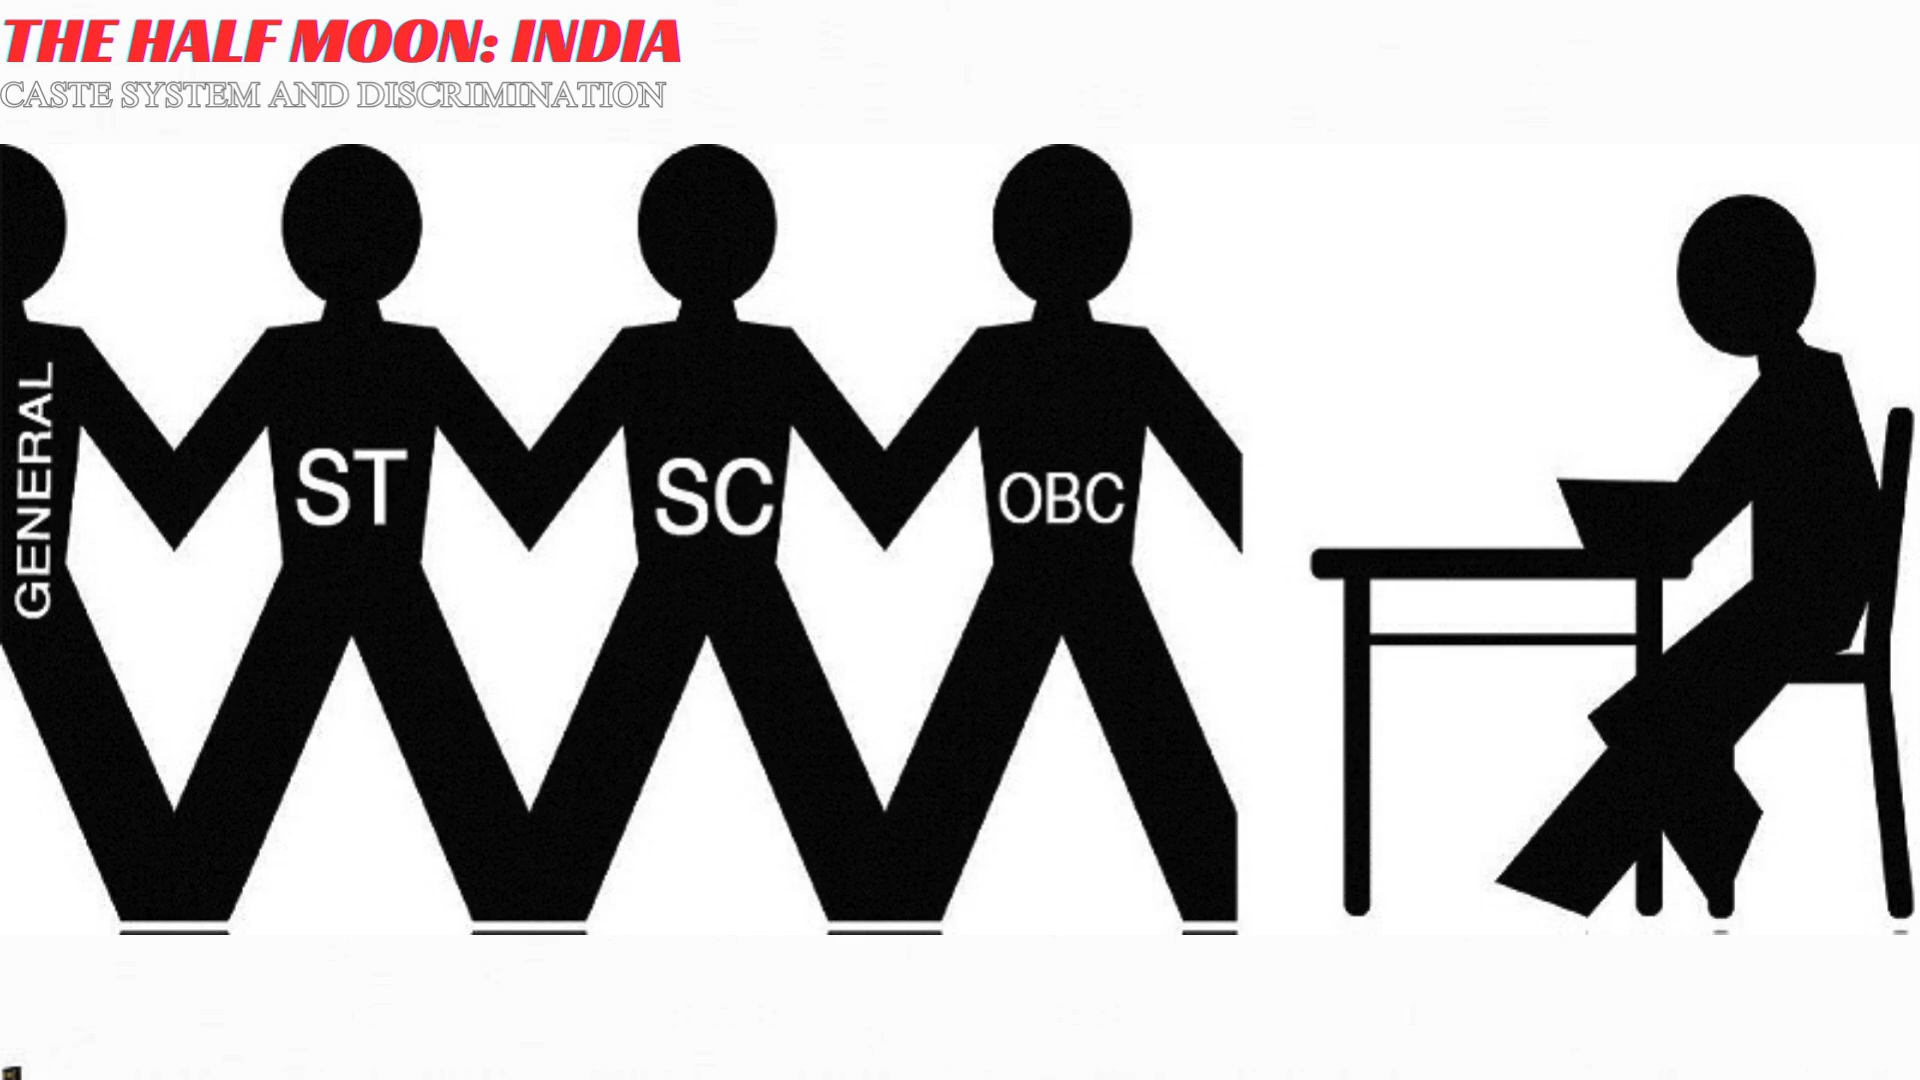 THE HALF MOON: INDIA
CASTE SYSTEM AND DISCRIMINATION
GENERAL
ST
SC
OBC